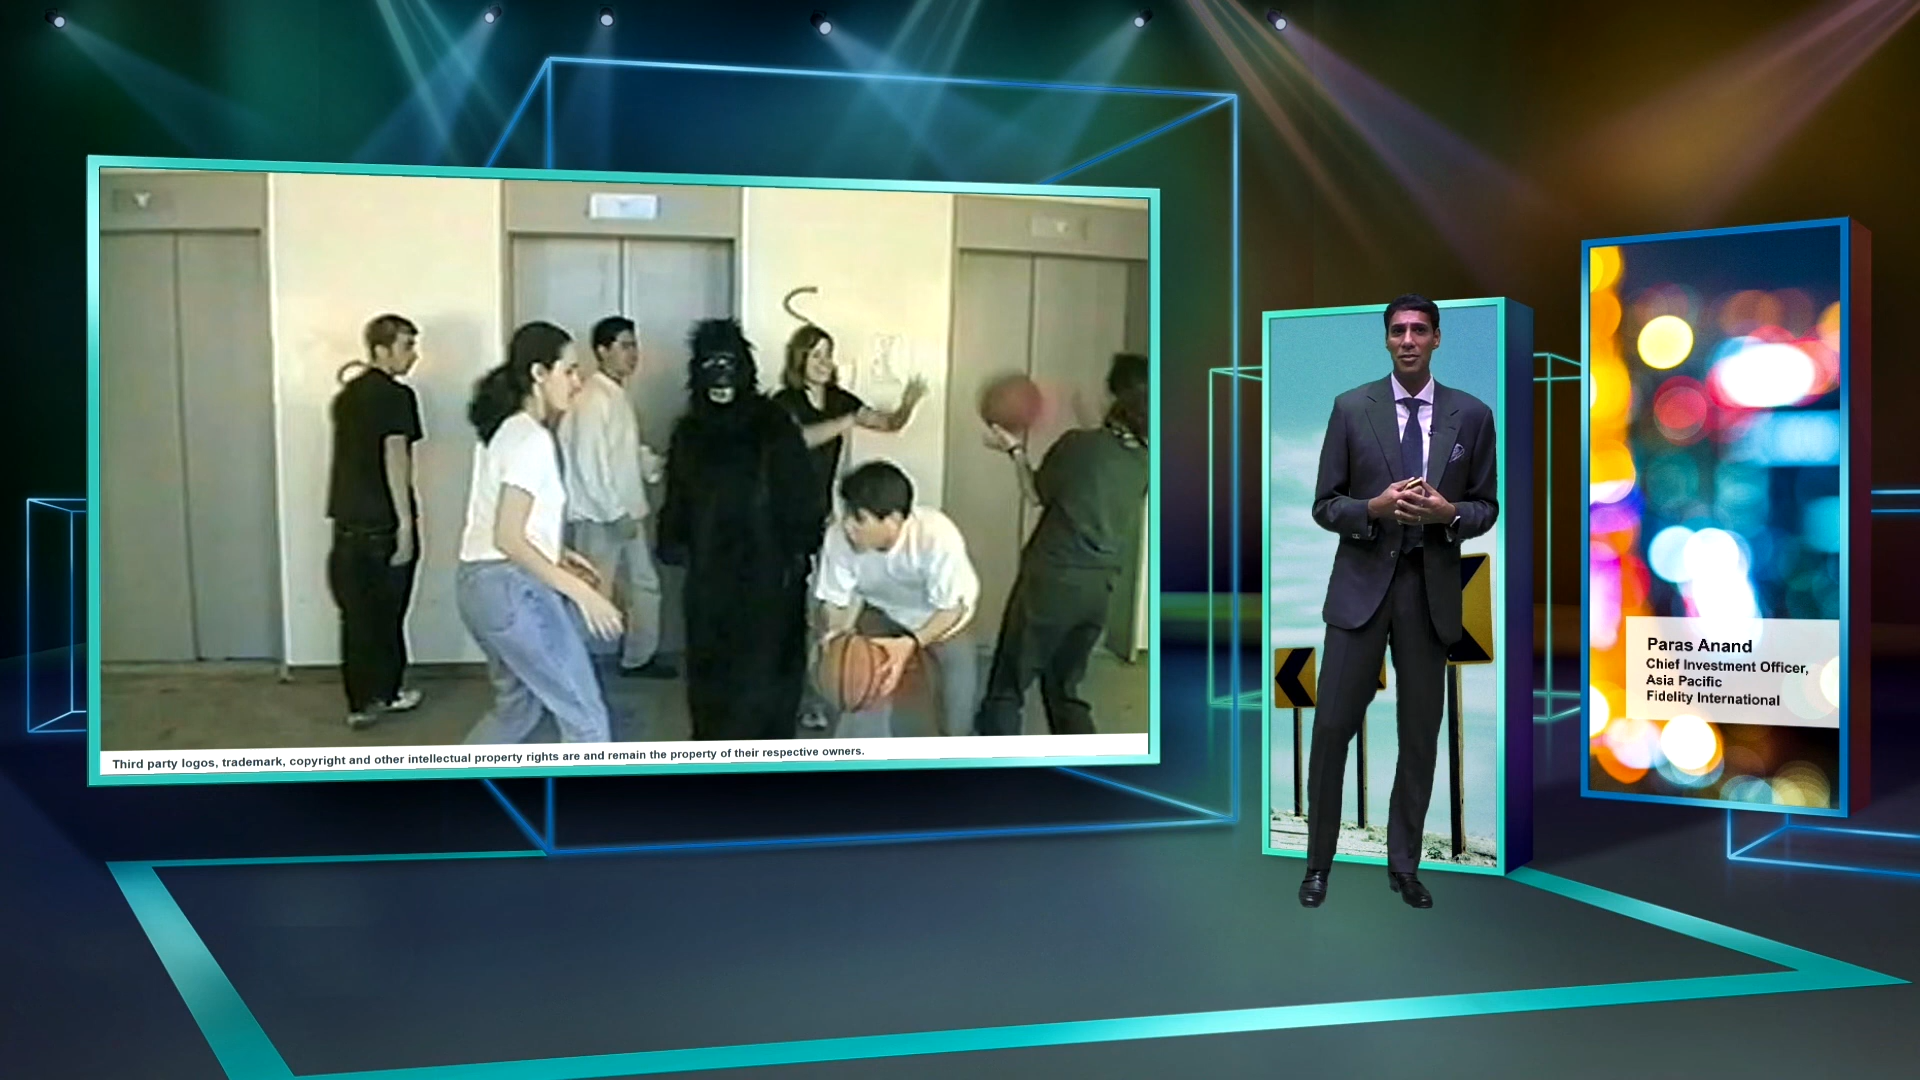 Third party logos, trademark, copyright and other intellectual property rights are and remain the property of their respective owners.
Paras Anand
Chief Investment Officer,
Asia Pacific
Fidelity International